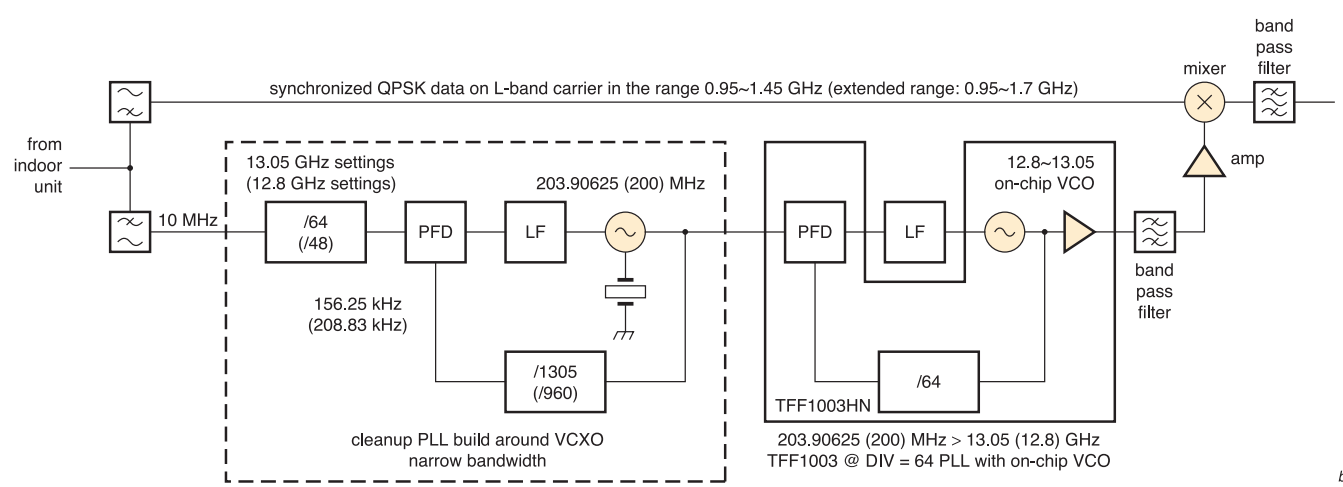 band
pass
filter
mixer
synchronized QPSK data on L-band carrier in the range 0.95~1.45 GHz (extended range: 0.95~1.7 GHz)
from
indoor
unit
amp
13.05 GHz settings
(12.8 GHz settings)
203.90625 (200) MHz
12.8~13.05
on-chip VCO
10 MHz
/64
(/48)
PFD
LF
PFD
LF
band
pass
filter
156.25 kHz
(208.83 kHz)
/1305
(/960)
/64
TFF1003HN
cleanup PLL build around VCXO
narrow bandwidth
203.90625 (200) MHz > 13.05 (12.8) GHz
TFF1003 @ DIV = 64 PLL with on-chip VCO